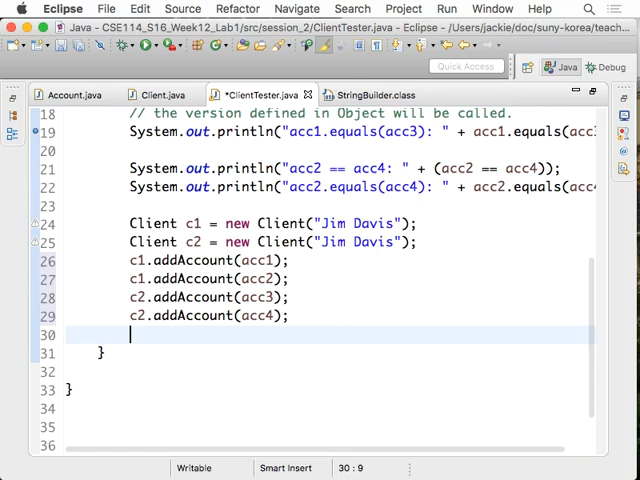 Eclipse File Edit Source Refactor Navigate Search Project Run Window Help
Java - CSE114_S16_Week12_Lab1/src/session_2/ClientTester.java - Eclipse - /Users/jackie/doc/suny-korea/teach...
Quick Access Java Debug
Account.java Client.java *ClientTester.java StringBuilder.class
18 // the version defined in Object will be called.
19 System.out.println("acc1.equals(acc3): " + acc1.equals(acc3
20
21 System.out.println("acc2 == acc4: " + (acc2 == acc4));
22 System.out.println("acc2.equals(acc4): " + acc2.equals(acc4
23
24 Client c1 = new Client("Jim Davis");
25 Client c2 = new Client("Jim Davis");
26 c1.addAccount(acc1);
27 c1.addAccount(acc2);
28 c2.addAccount(acc3);
29 c2.addAccount(acc4);
30
31 }
32
33 }
34
35
36
Writable Smart Insert 30 : 9